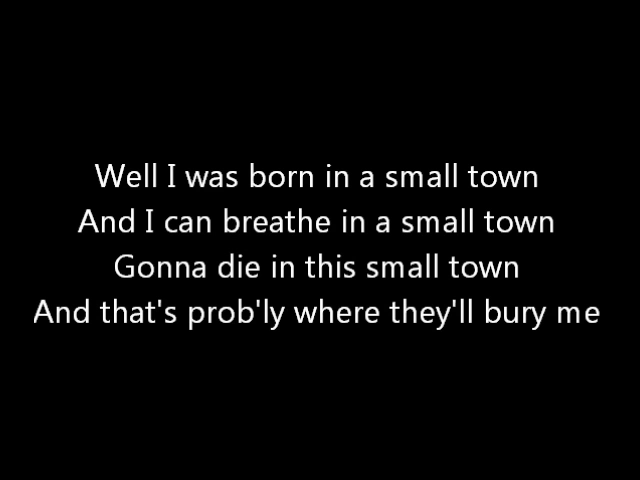 Well I was born in a small town
And I can breathe in a small town
Gonna die in this small town
And that's prob'ly where they'll bury me